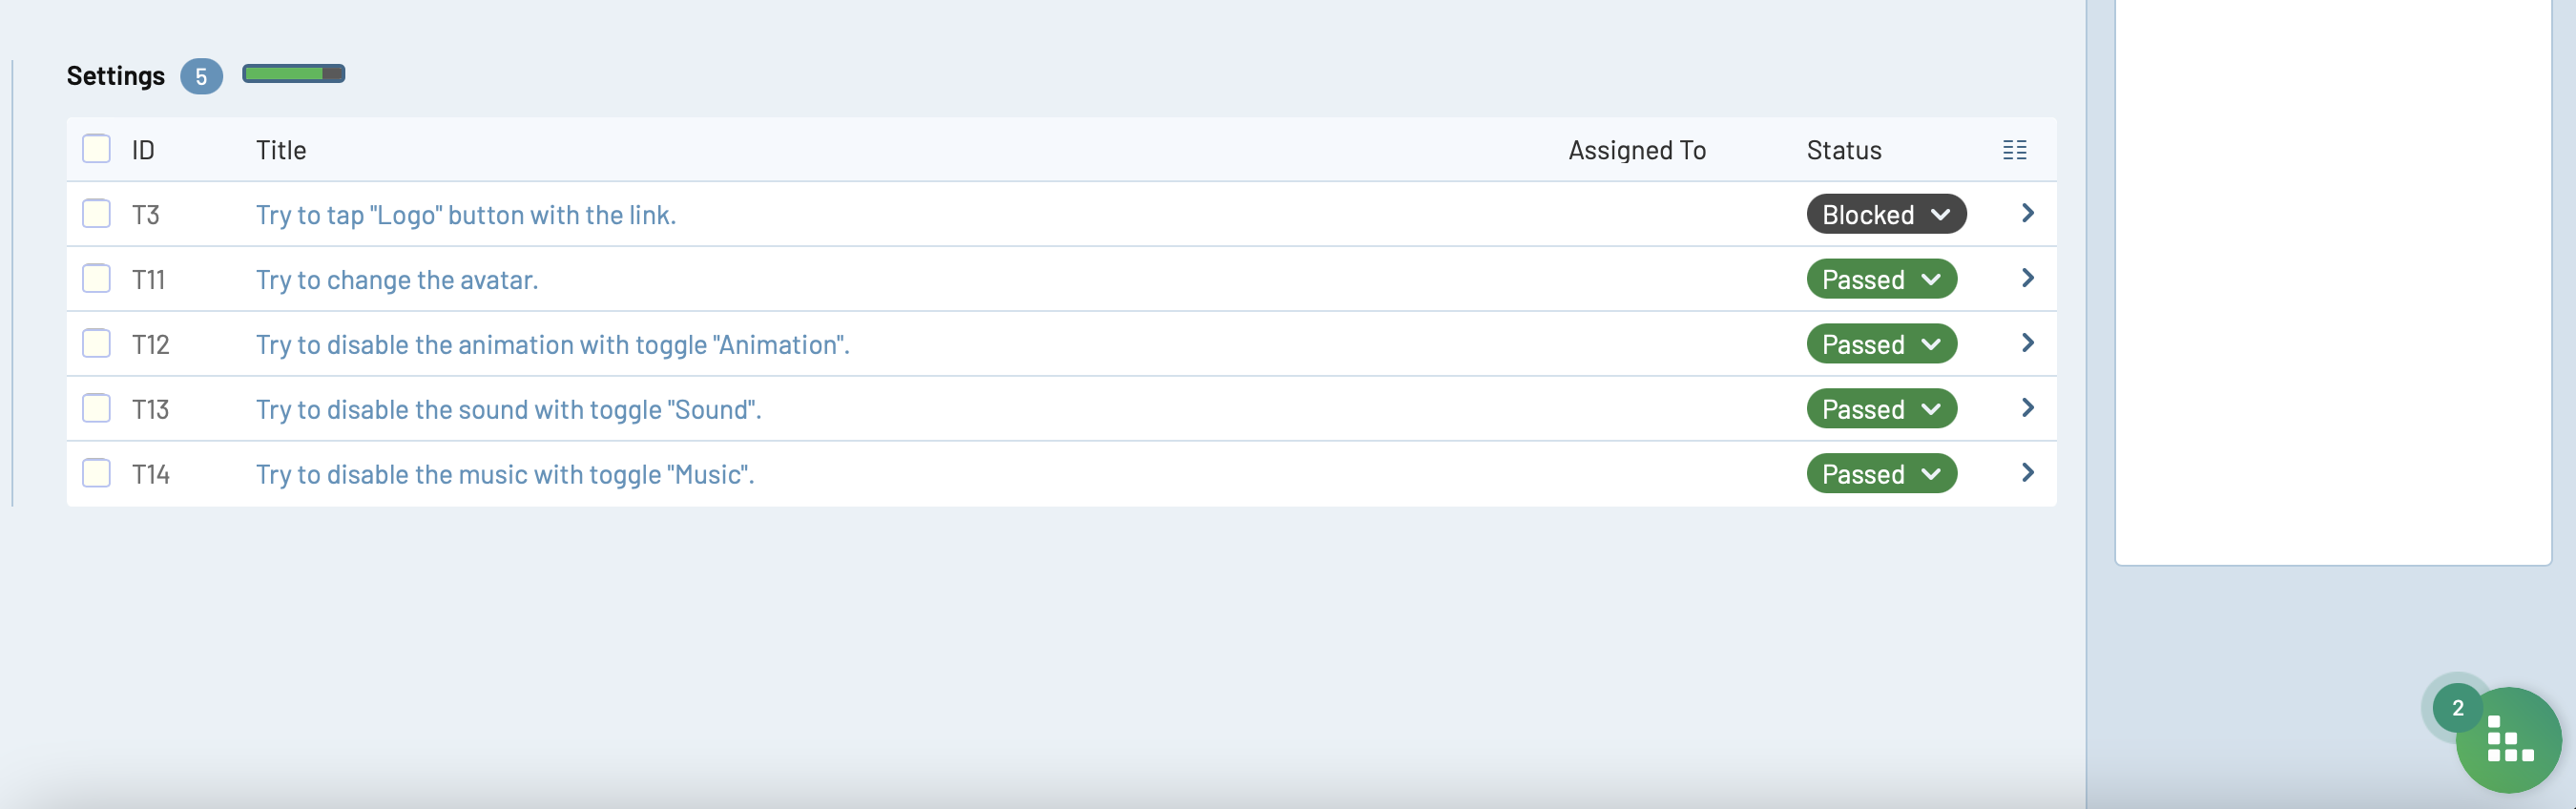 Settings 5
ID Title Assigned To Status
T3 Try to tap "Logo" button with the link. Blocked
T11 Try to change the avatar. Passed
T12 Try to disable the animation with toggle "Animation". Passed
T13 Try to disable the sound with toggle "Sound". Passed
T14 Try to disable the music with toggle "Music". Passed
2